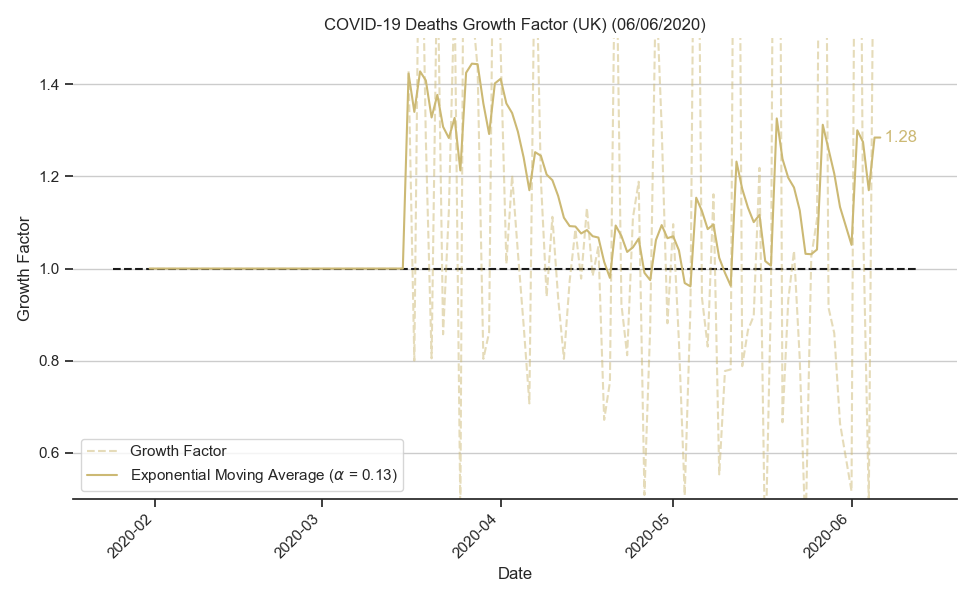 COVID-19 Deaths Growth Factor (UK) (06/06/2020)
1.4
1.28
1.2
1.0
0.8
0.6
Growth Factor
Growth Factor
Exponential Moving Average (α = 0.13)
2020-02
2020-03
2020-04
2020-05
2020-06
Date